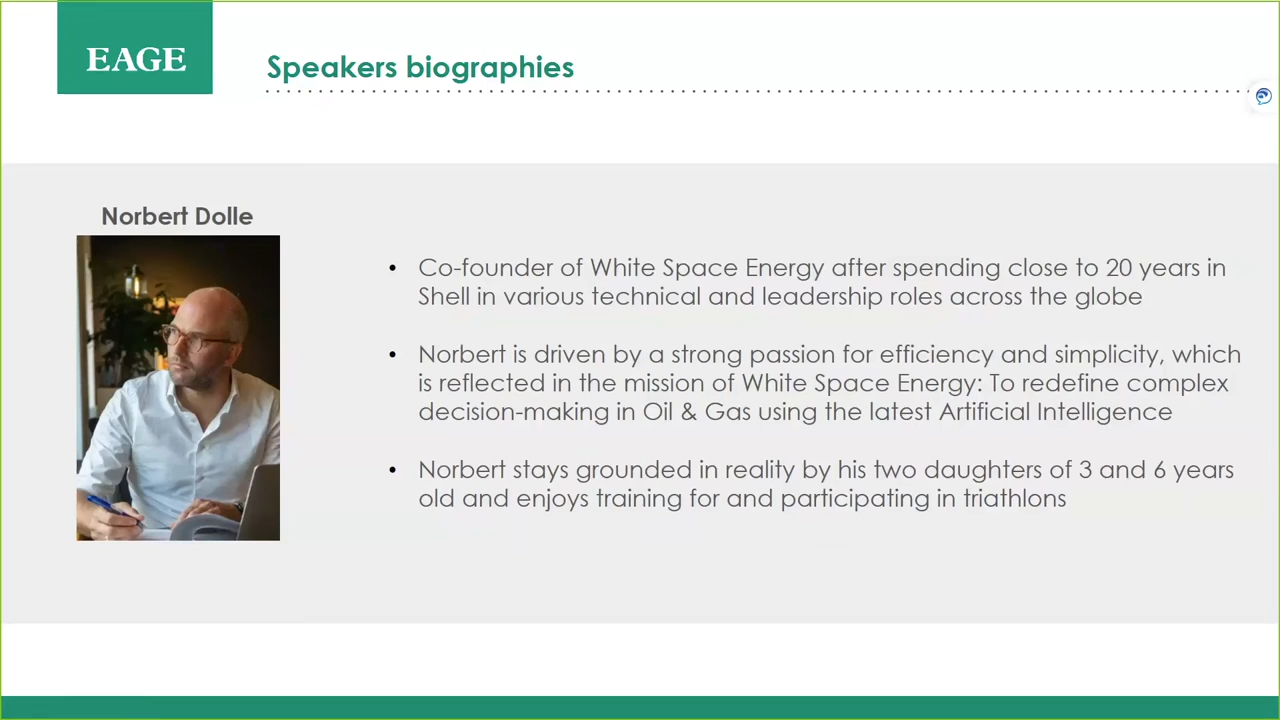 EAGE
Speakers biographies
Norbert Dolle
• Co-founder of White Space Energy after spending close to 20 years in
Shell in various technical and leadership roles across the globe
• Norbert is driven by a strong passion for efficiency and simplicity, which
is reflected in the mission of White Space Energy: To redefine complex
decision-making in Oil & Gas using the latest Artificial Intelligence
• Norbert stays grounded in reality by his two daughters of 3 and 6 years
old and enjoys training for and participating in triathlons